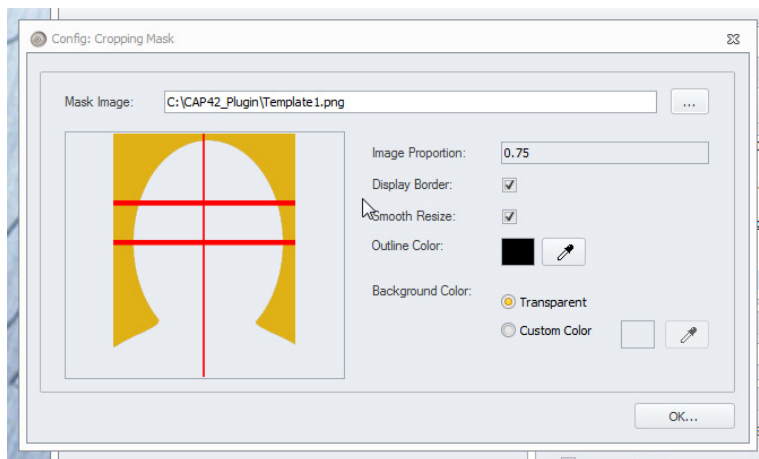 Config: Cropping Mask
Mask Image:
C:\CAP42_Plugin\Template1.png
...
Image Proportion:
0.75
Display Border:
Smooth Resize:
Outline Color:
Background Color:
Transparent
Custom Color
OK...